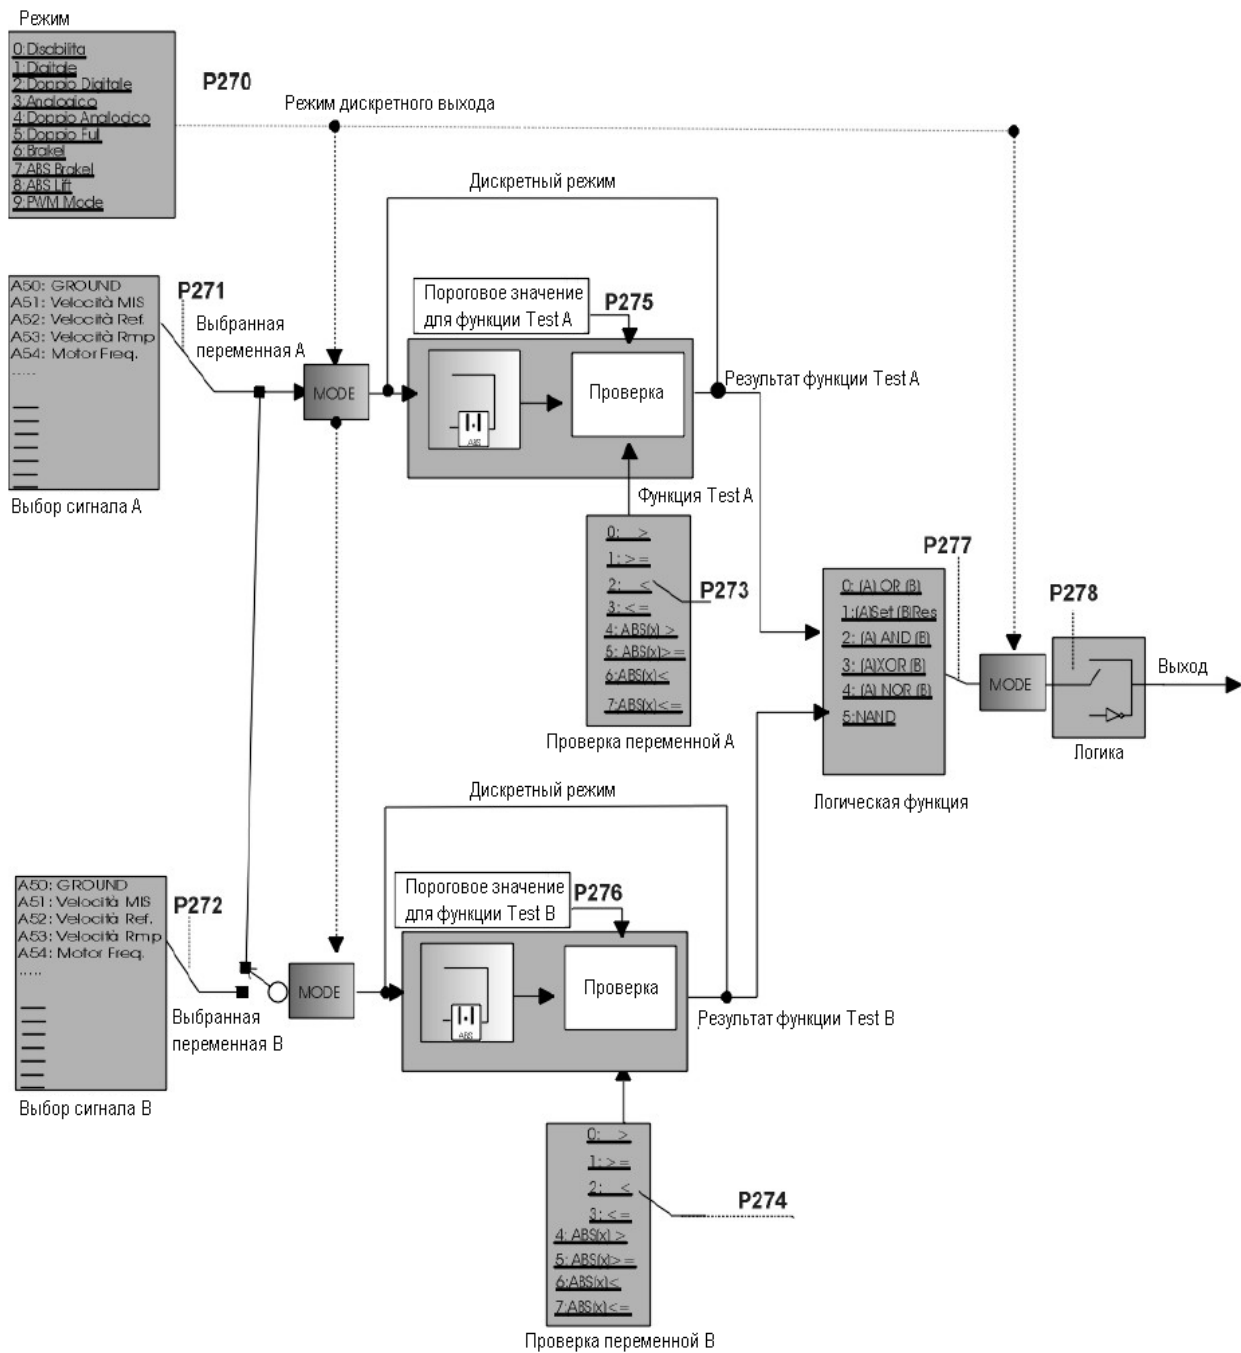 Режим
0:Disabilita
1:Digitale
2:Doppio Digitale
3:Analogico
4:Doppio Analogico
5:Doppio Full
6:Brakel
7:ABS Brakel
8:ABS Lift
9:PWM Mode
P270
Режим дискретного выхода
Дискретный режим
A50: GROUND
A51: Velocità MIS
A52: Velocità Ref.
A53: Velocità Rmp
A54: Motor Freq.
.....
P271
Выбранная
переменная A
MODE
Пороговое значение
для функции Test A
P275
ABS
Проверка
Результат функции Test A
Выбор сигнала A
Функция Test A
0: >
1: >=
2: <
3: <=
4: ABS(x) >
5: ABS(x)>=
6:ABS(x)<
7:ABS(x)<=
P273
Проверка переменной A
P277
0: (A) OR (B)
1:(A)Set (B)Res
2: (A) AND (B)
3: (A)XOR (B)
4: (A) NOR (B)
5:NAND
Логическая функция
MODE
P278
Логика
Выход
Дискретный режим
A50: GROUND
A51: Velocità MIS
A52: Velocità Ref.
A53: Velocità Rmp
A54: Motor Freq.
.....
P272
Выбранная
переменная B
MODE
Пороговое значение
для функции Test B
P276
ABS
Проверка
Результат функции Test B
Выбор сигнала B
0: >
1: >=
2: <
3: <=
4: ABS(x) >
5: ABS(x)>=
6:ABS(x)<
7:ABS(x)<=
P274
Проверка переменной B